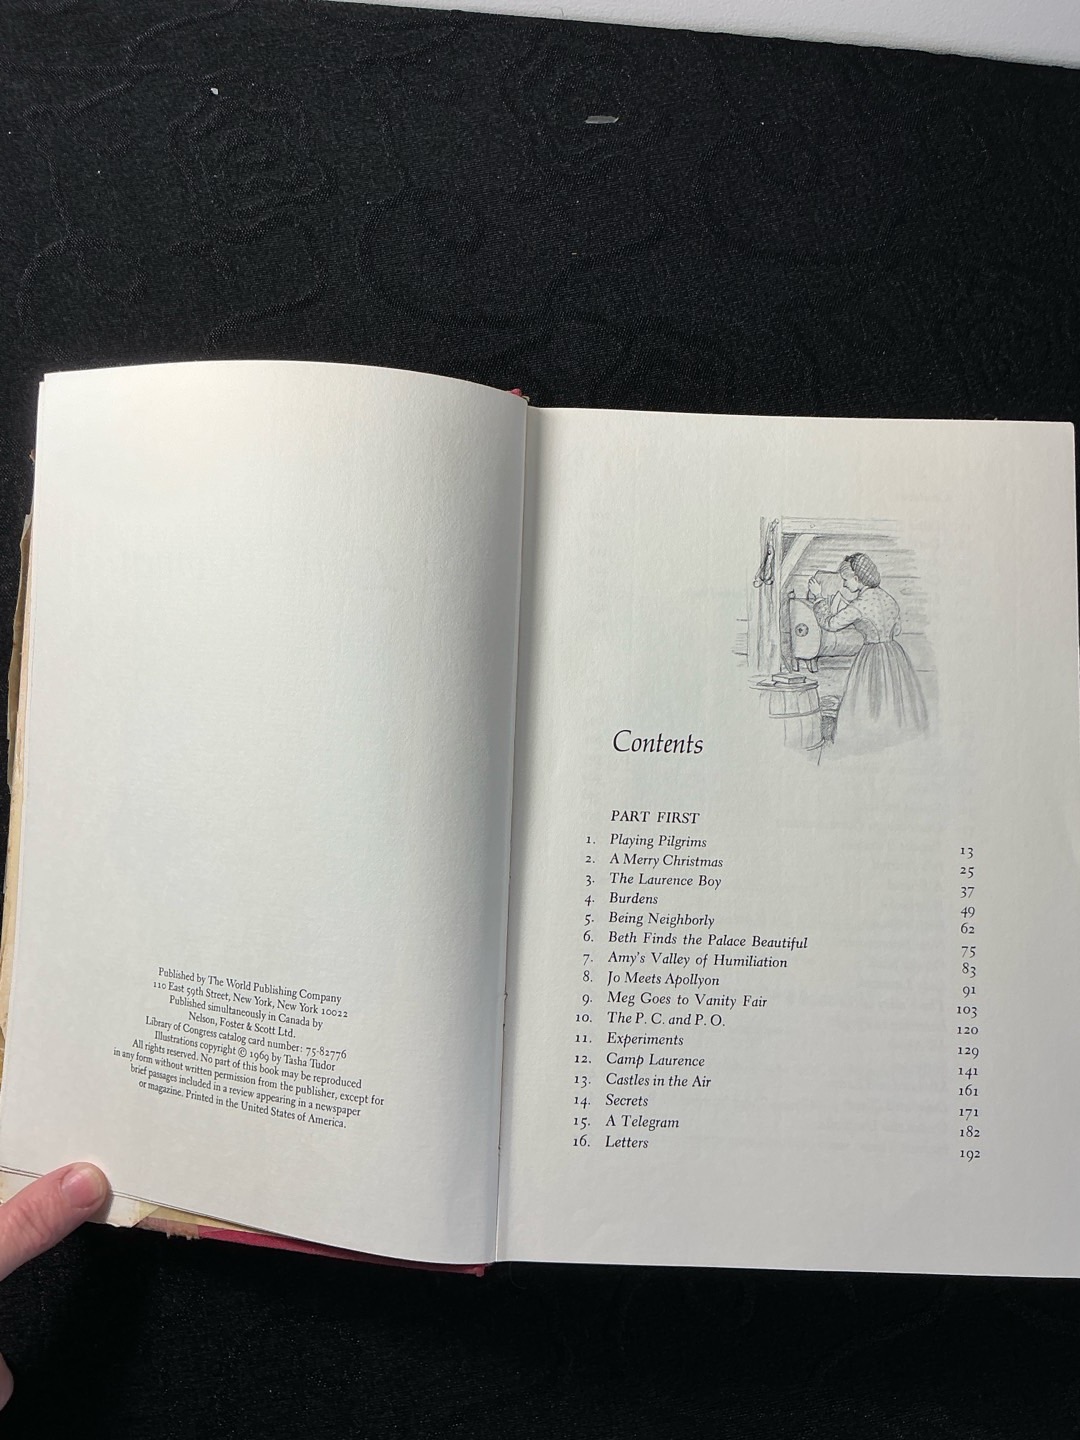 Published by The World Publishing Company
110 East 59th Street, New York, New York 10022
Published simultaneously in Canada by
Nelson, Foster & Scott Ltd.
Library of Congress catalog card number: 75-82776
Illustrations copyright © 1969 by Tasha Tudor
All rights reserved. No part of this book may be reproduced
in any form without written permission from the publisher, except for
brief passages included in a review appearing in a newspaper
or magazine. Printed in the United States of America.
Contents
PART FIRST
1. Playing Pilgrims 13
2. A Merry Christmas 25
3. The Laurence Boy 37
4. Burdens 49
5. Being Neighborly 62
6. Beth Finds the Palace Beautiful 75
7. Amy's Valley of Humiliation 83
8. Jo Meets Apollyon 91
9. Meg Goes to Vanity Fair 103
10. The P. C. and P. O. 120
11. Experiments 129
12. Camp Laurence 141
13. Castles in the Air 161
14. Secrets 171
15. A Telegram 182
16. Letters 192